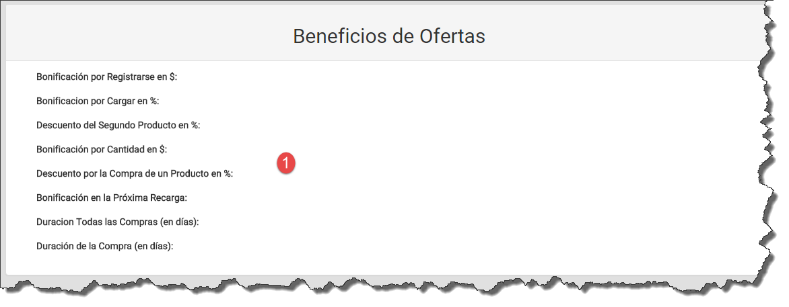 Beneficios de Ofertas
Bonificación por Registrarse en $:
Bonificacion por Cargar en %:
Descuento del Segundo Producto en %:
Bonificación por Cantidad en $:
1
Descuento por la Compra de un Producto en %:
Bonificación en la Próxima Recarga:
Duracion Todas las Compras (en días):
Duración de la Compra (en días):